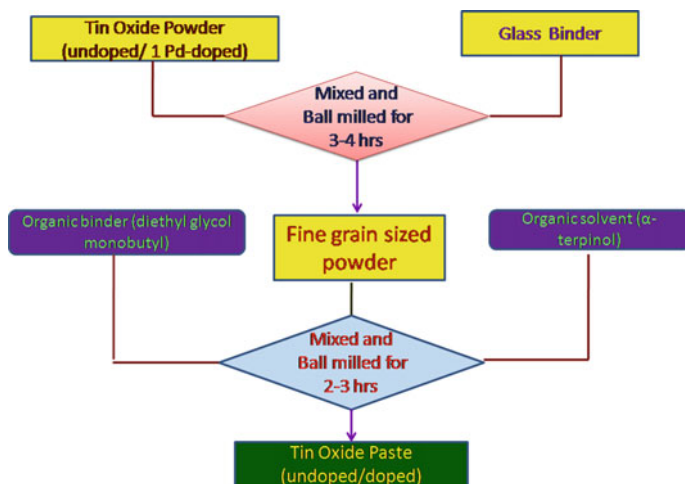 Tin Oxide Powder
(undoped/ 1 Pd-doped)
Glass Binder
Mixed and
Ball milled for
3-4 hrs
Organic binder (diethyl glycol
monobutyl)
Fine grain sized
powder
Organic solvent (α-
terpinol)
Mixed and
Ball milled for
2-3 hrs
Tin Oxide Paste
(undoped/doped)